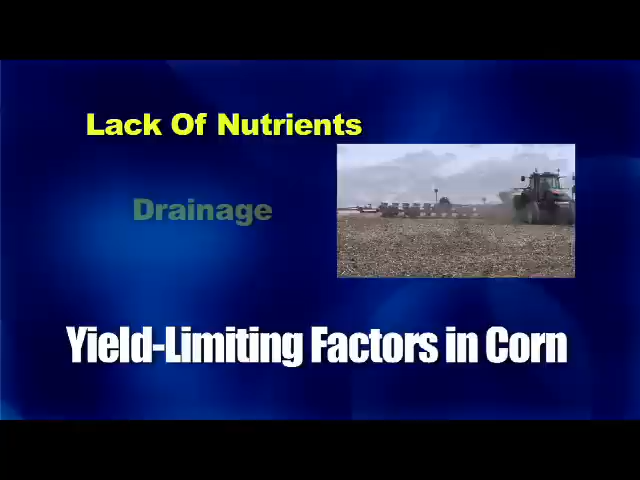 Lack Of Nutrients
Drainage
Yield-Limiting Factors in Corn